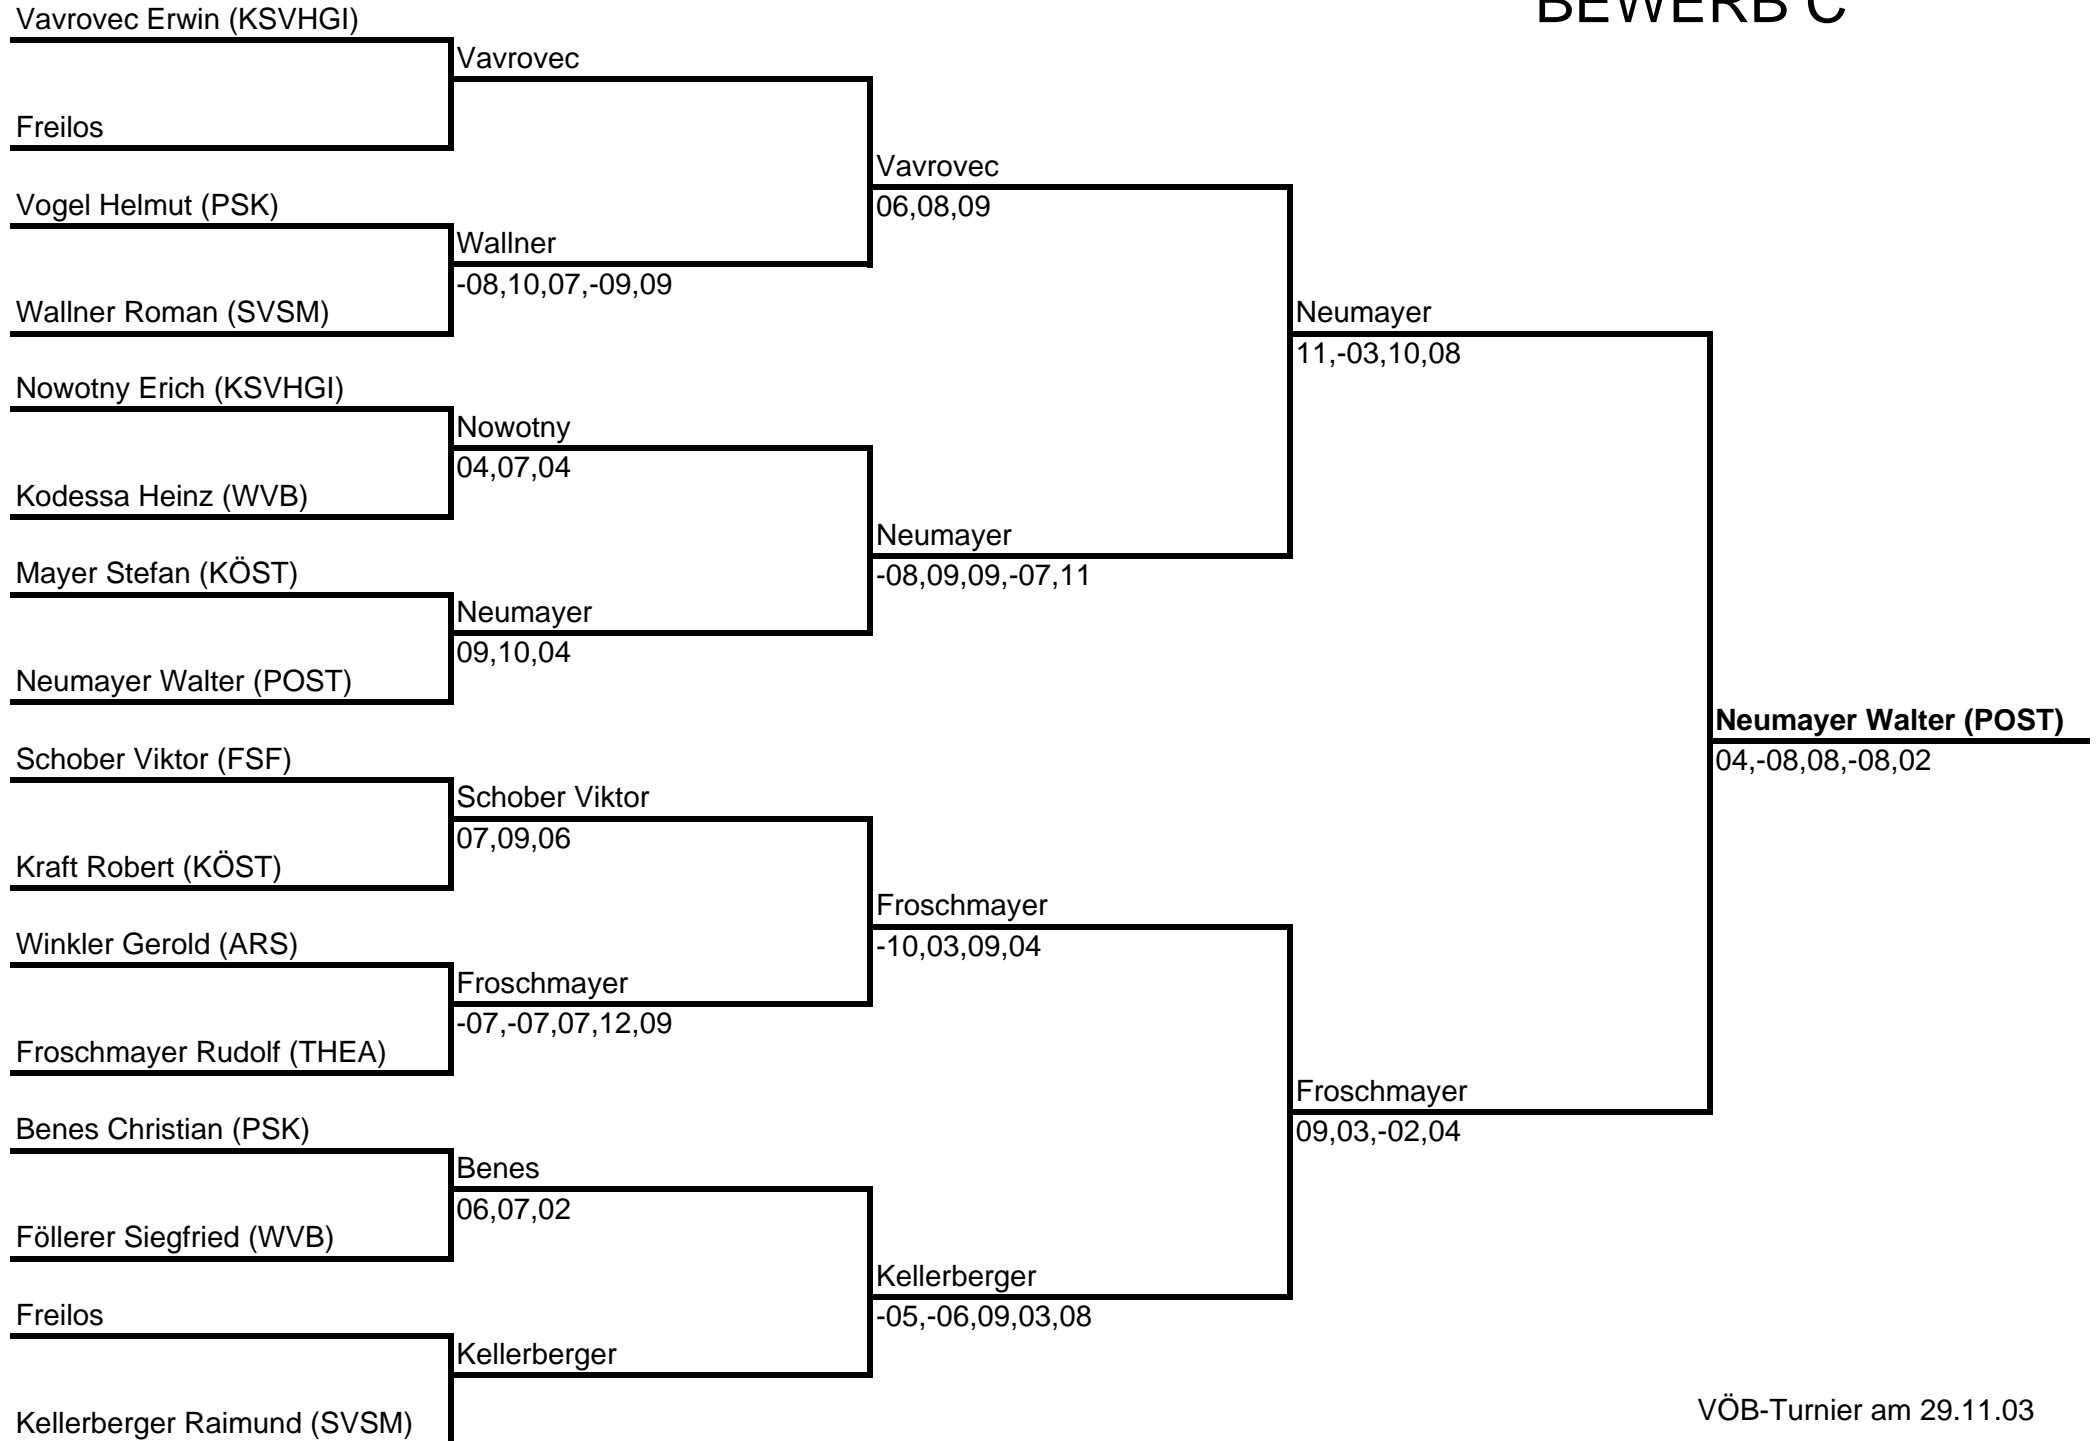 BEWERB C
Vavrovec Erwin (KSVHGI)
Vavrovec
Freilos
Vavrovec
06,08,09
Vogel Helmut (PSK)
Wallner
-08,10,07,-09,09
Wallner Roman (SVSM)
Neumayer
11,-03,10,08
Nowotny Erich (KSVHGI)
Nowotny
04,07,04
Kodessa Heinz (WVB)
Neumayer
-08,09,09,-07,11
Mayer Stefan (KÖST)
Neumayer
09,10,04
Neumayer Walter (POST)
Neumayer Walter (POST)
04,-08,08,-08,02
Schober Viktor (FSF)
Schober Viktor
07,09,06
Kraft Robert (KÖST)
Froschmayer
-10,03,09,04
Winkler Gerold (ARS)
Froschmayer
-07,-07,07,12,09
Froschmayer Rudolf (THEA)
Froschmayer
09,03,-02,04
Benes Christian (PSK)
Benes
06,07,02
Föllerer Siegfried (WVB)
Kellerberger
-05,-06,09,03,08
Freilos
Kellerberger
Kellerberger Raimund (SVSM)
VÖB-Turnier am 29.11.03